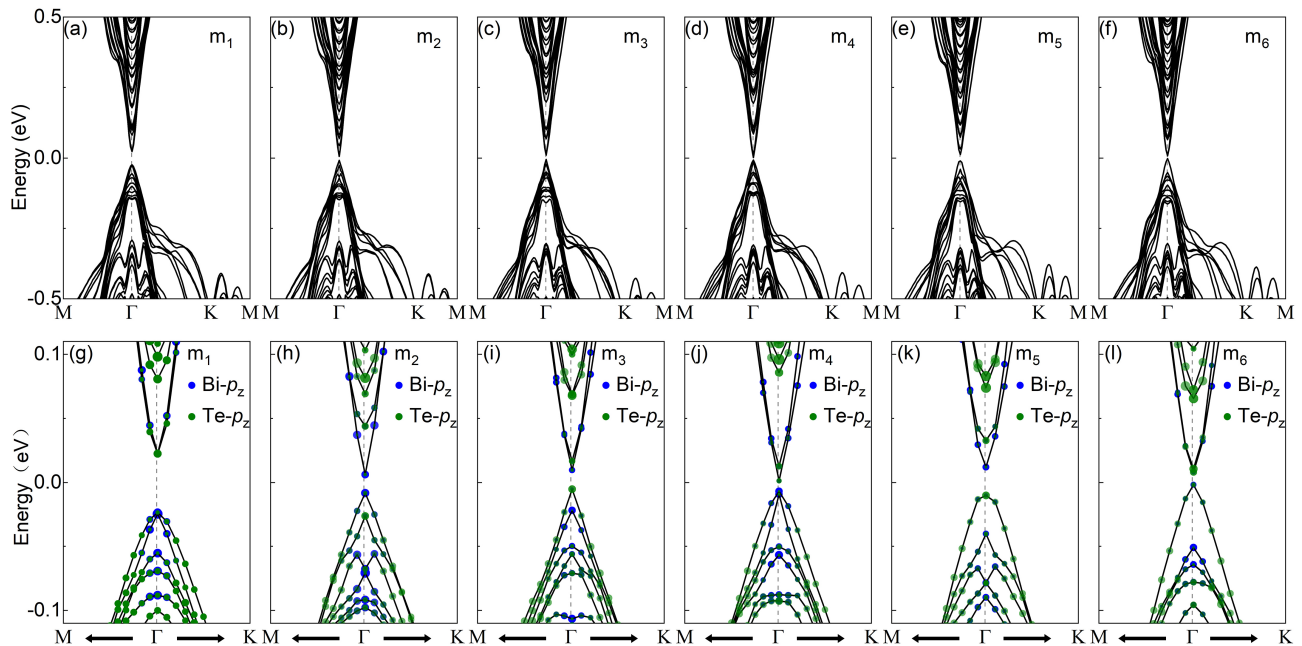 (a) m1 (b) m2 (c) m3 (d) m4 (e) m5 (f) m6
0.5
0.0
-0.5
Energy (eV)
M Γ K M M Γ K M M Γ K M M Γ K M M Γ K M M Γ K M
(g) m1 (h) m2 (i) m3 (j) m4 (k) m5 (l) m6
Bi-pz Bi-pz Bi-pz Bi-pz Bi-pz Bi-pz
Te-pz Te-pz Te-pz Te-pz Te-pz Te-pz
0.1
0.0
-0.1
Energy（eV）
M Γ K M Γ K M Γ K M Γ K M Γ K M Γ K